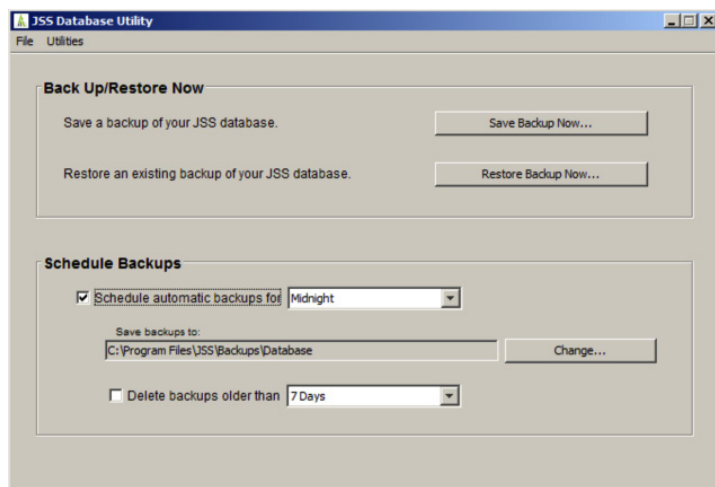 JSS Database Utility
File Utilities
Back Up/Restore Now
Save a backup of your JSS database. Save Backup Now...
Restore an existing backup of your JSS database. Restore Backup Now...
Schedule Backups
Schedule automatic backups for Midnight
Save backups to:
C:\Program Files\JSS\Backups\Database Change...
Delete backups older than 7 Days